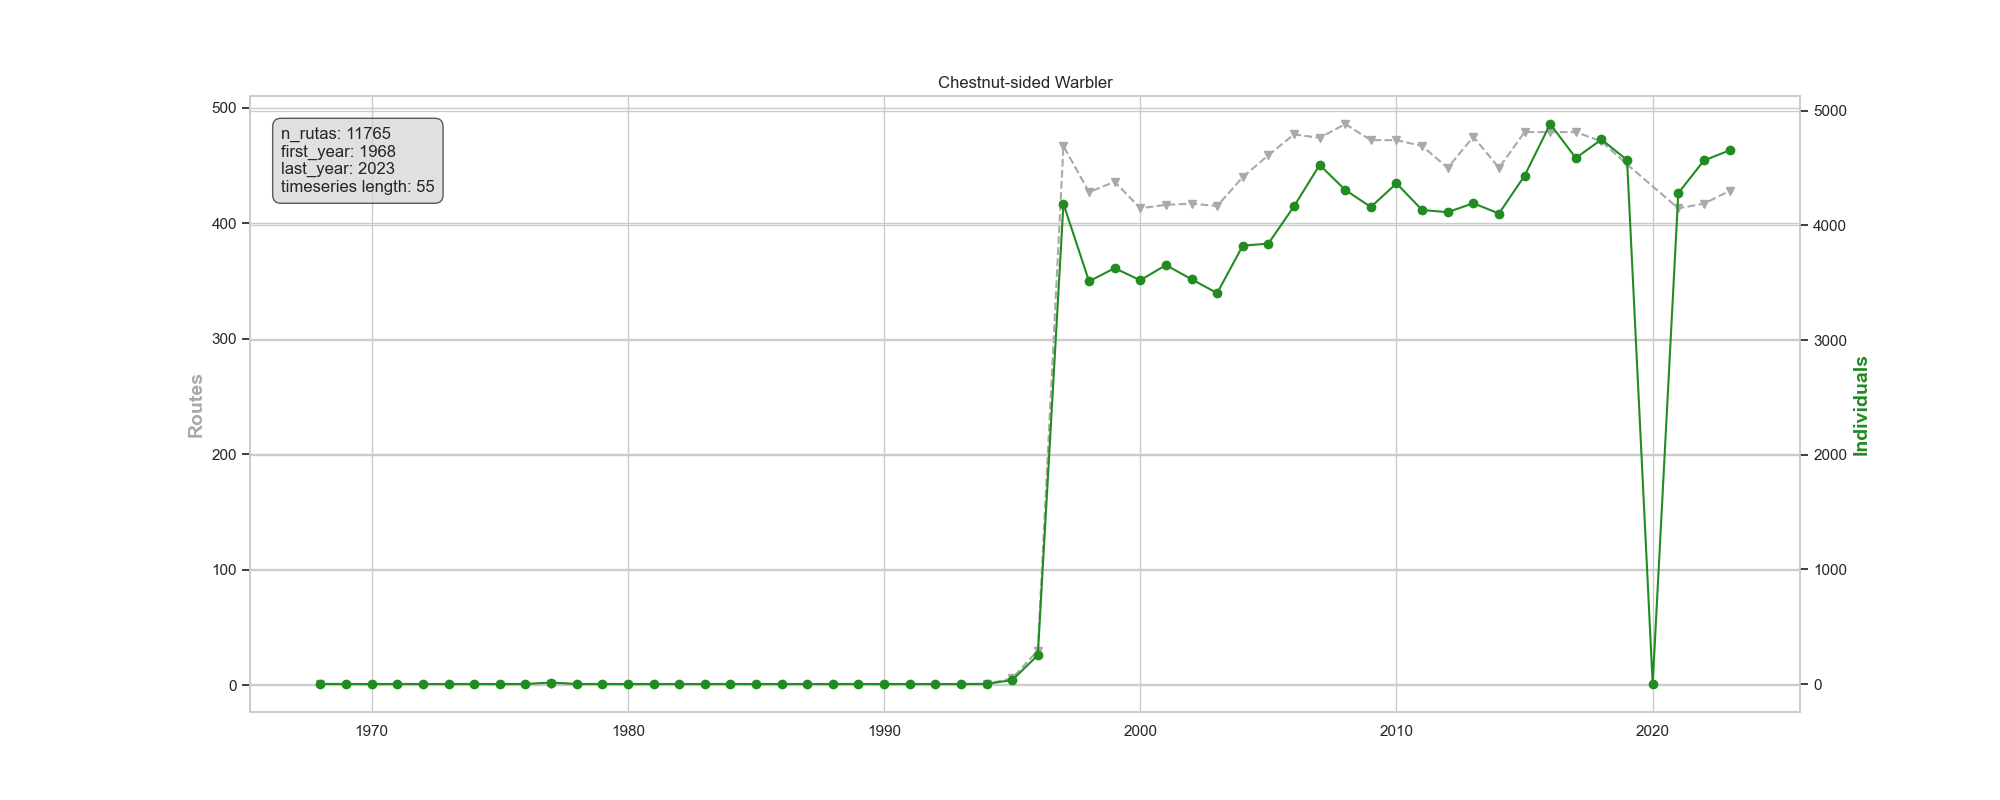 Chestnut-sided Warbler
n_rutas: 11765
first_year: 1968
last_year: 2023
timeseries length: 55
500
400
300
200
100
0
Routes
5000
4000
3000
2000
1000
0
Individuals
1970
1980
1990
2000
2010
2020